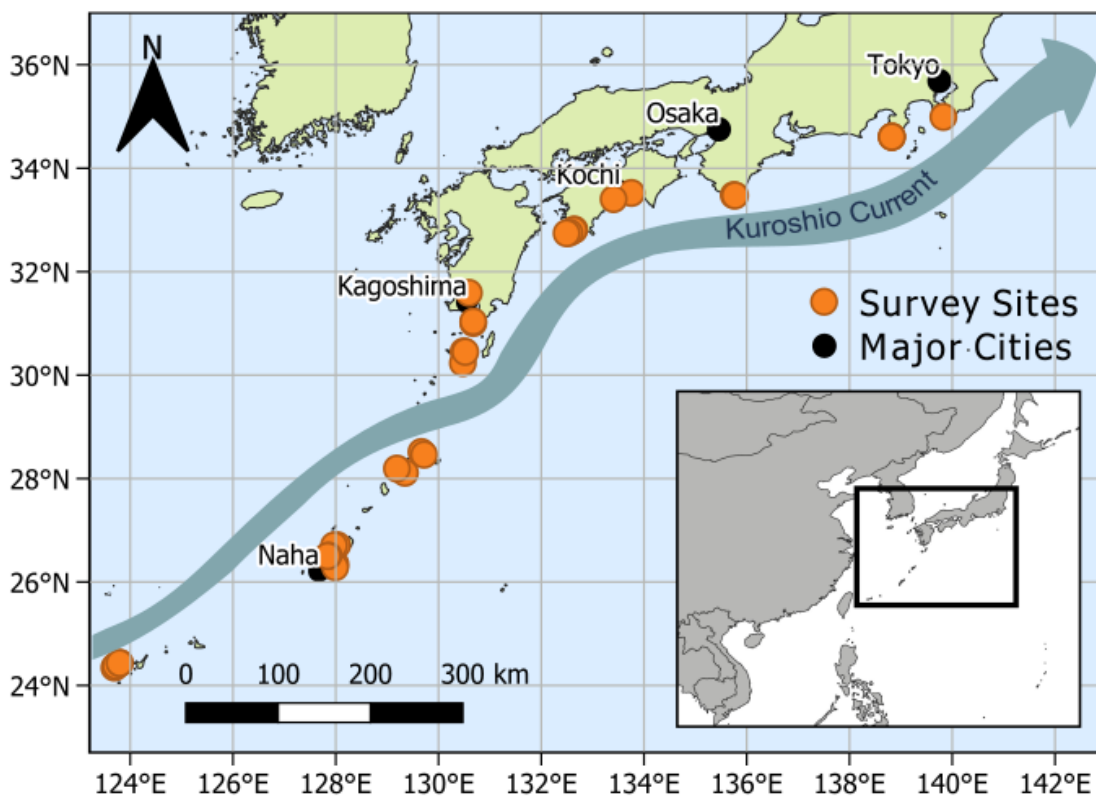 N
36°N
34°N
32°N
30°N
28°N
26°N
24°N
Tokyo
Osaka
Kochi
Kuroshio Current
Kagoshima
Survey Sites
Major Cities
Naha
0 100 200 300 km
124°E 126°E 128°E 130°E 132°E 134°E 136°E 138°E 140°E 142°E